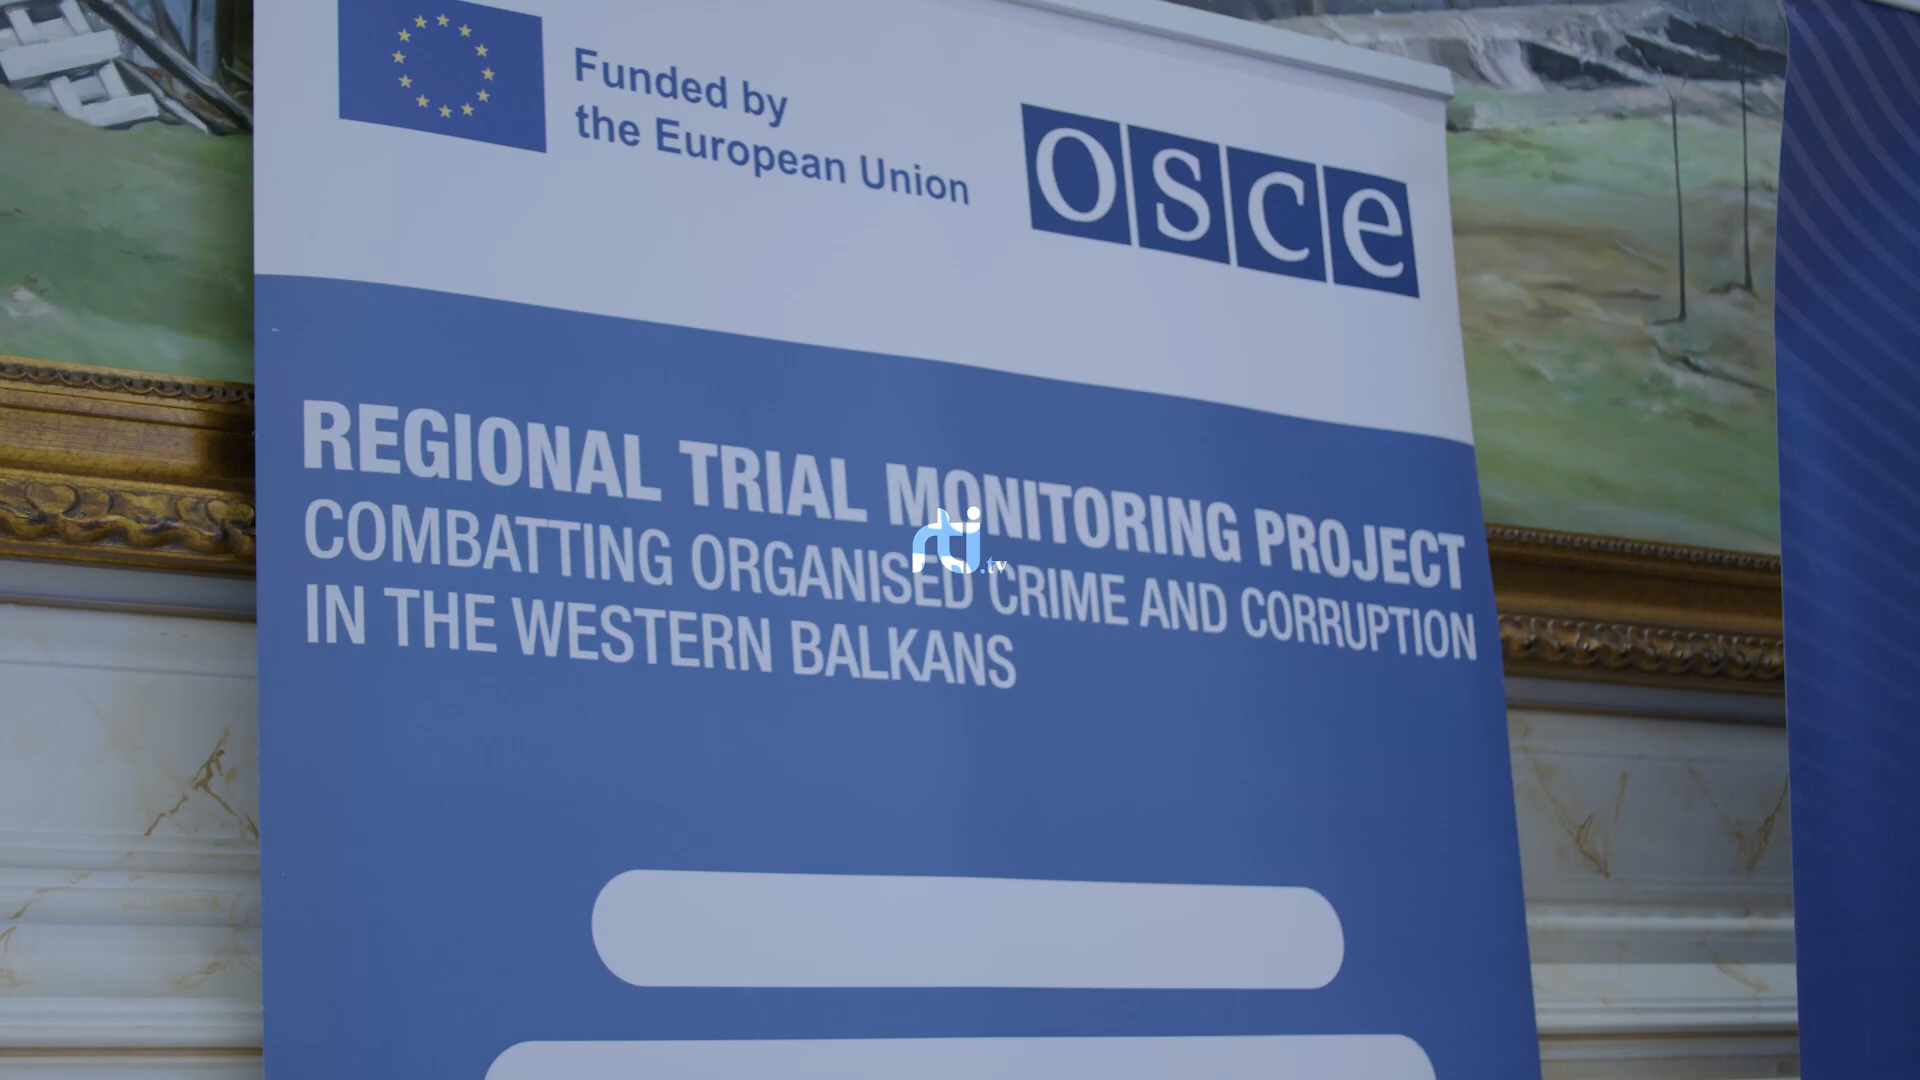 Funded by
the European Union
OSCE
REGIONAL TRIAL MONITORING PROJECT
COMBATTING ORGANISED CRIME AND CORRUPTION
IN THE WESTERN BALKANS
rti.tv